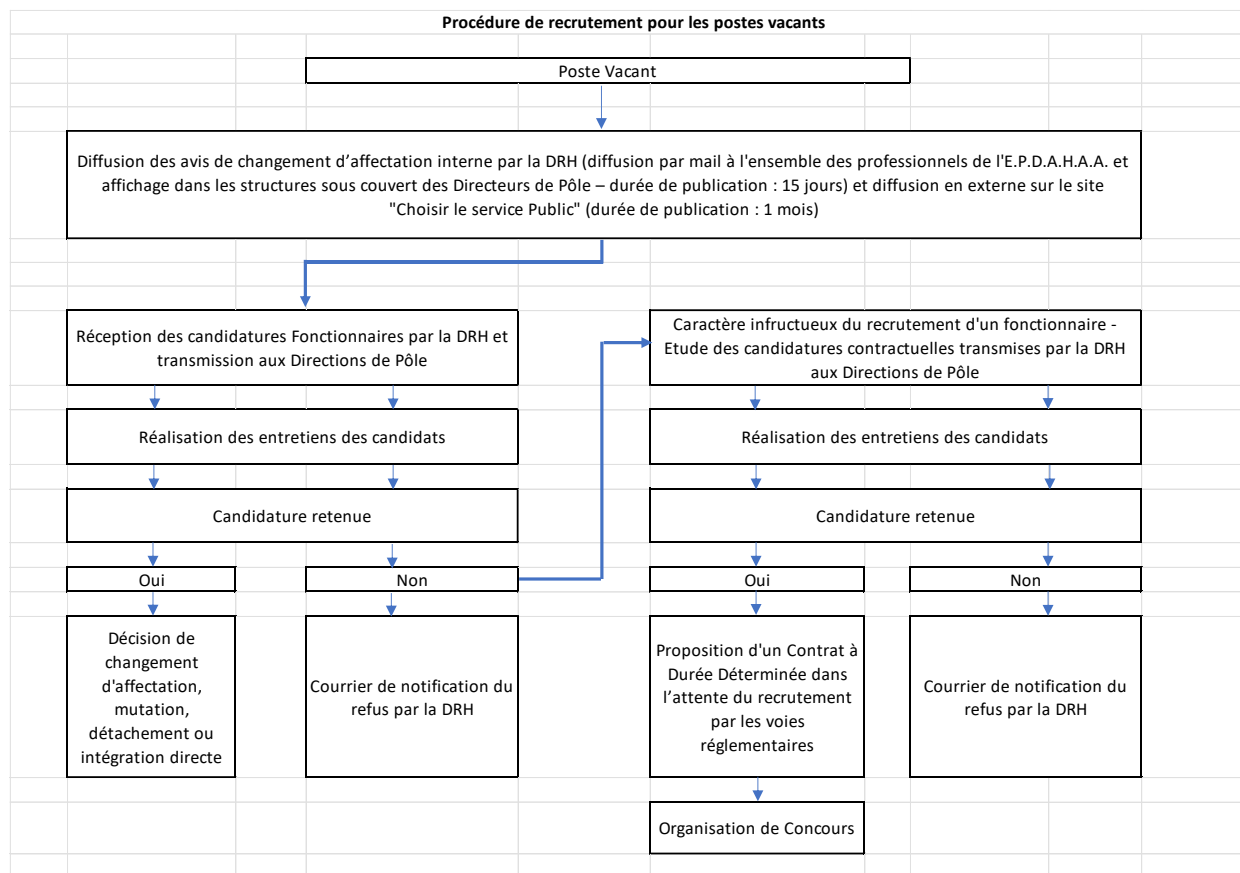 Procédure de recrutement pour les postes vacants
Poste Vacant
Diffusion des avis de changement d’affectation interne par la DRH (diffusion par mail à l'ensemble des professionnels de l'E.P.D.A.H.A.A. et
affichage dans les structures sous couvert des Directeurs de Pôle – durée de publication : 15 jours) et diffusion en externe sur le site
"Choisir le service Public" (durée de publication : 1 mois)
Réception des candidatures Fonctionnaires par la DRH et
transmission aux Directions de Pôle
Réalisation des entretiens des candidats
Candidature retenue
Oui
Non
Décision de
changement
d'affectation,
mutation,
détachement ou
intégration directe
Courrier de notification du
refus par la DRH
Caractère infructueux du recrutement d'un fonctionnaire -
Etude des candidatures contractuelles transmises par la DRH
aux Directions de Pôle
Réalisation des entretiens des candidats
Candidature retenue
Oui
Non
Proposition d'un Contrat à
Durée Déterminée dans
l’attente du recrutement
par les voies
réglementaires
Courrier de notification du
refus par la DRH
Organisation de Concours